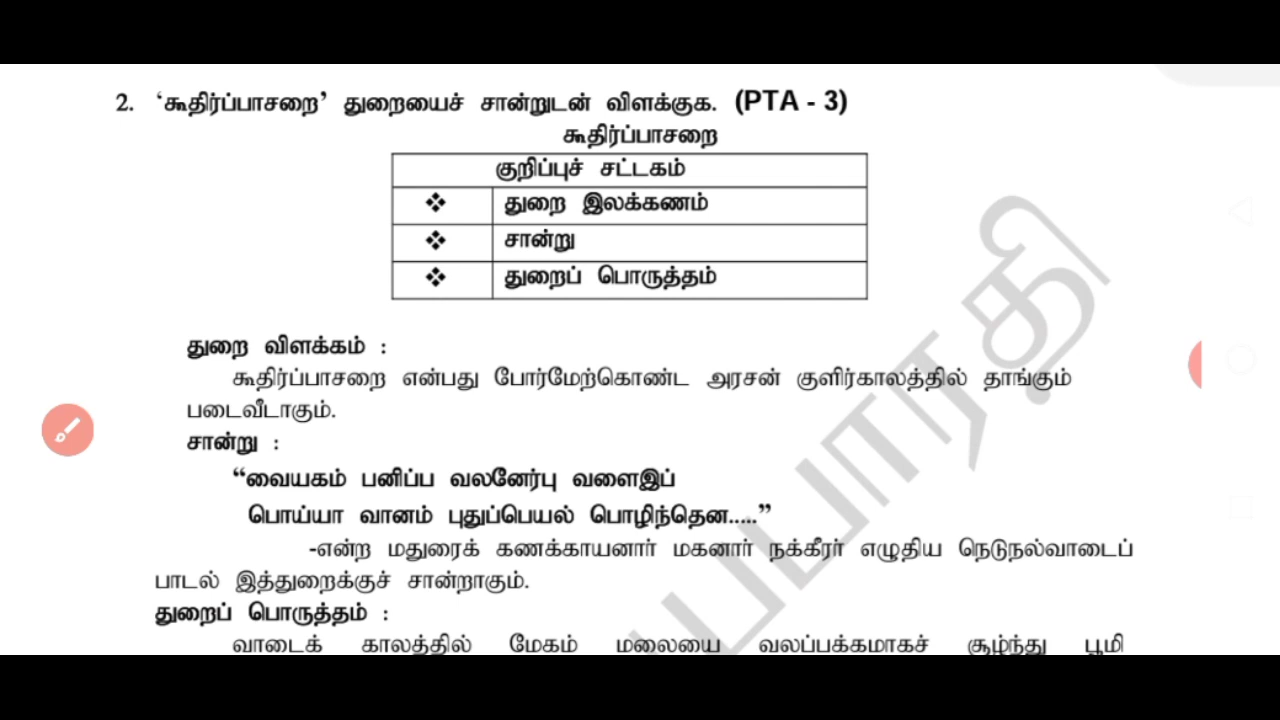 2. ‘கூதிர்ப்பாசறை’ துறையைச் சான்றுடன் விளக்குக. (PTA - 3)
கூதிர்ப்பாசறை
குறிப்புச் சட்டகம்
❖ துறை இலக்கணம்
❖ சான்று
❖ துறைப் பொருத்தம்
துறை விளக்கம் :
கூதிர்ப்பாசறை என்பது போர்மேற்கொண்ட அரசன் குளிர்காலத்தில் தாங்கும்
படைவீடாகும்.
சான்று :
“வையகம் பனிப்ப வலனேர்பு வளைஇப்
பொய்யா வானம் புதுப்பெயல் பொழிந்தென.....”
-என்ற மதுரைக் கணக்காயனார் மகனார் நக்கீரர் எழுதிய நெடுநல்வாடைப்
பாடல் இத்துறைக்குச் சான்றாகும்.
துறைப் பொருத்தம் :
வாடைக் காலத்தில் மேகம் மலையை வலப்பக்கமாகச் சூழ்ந்து பூமி